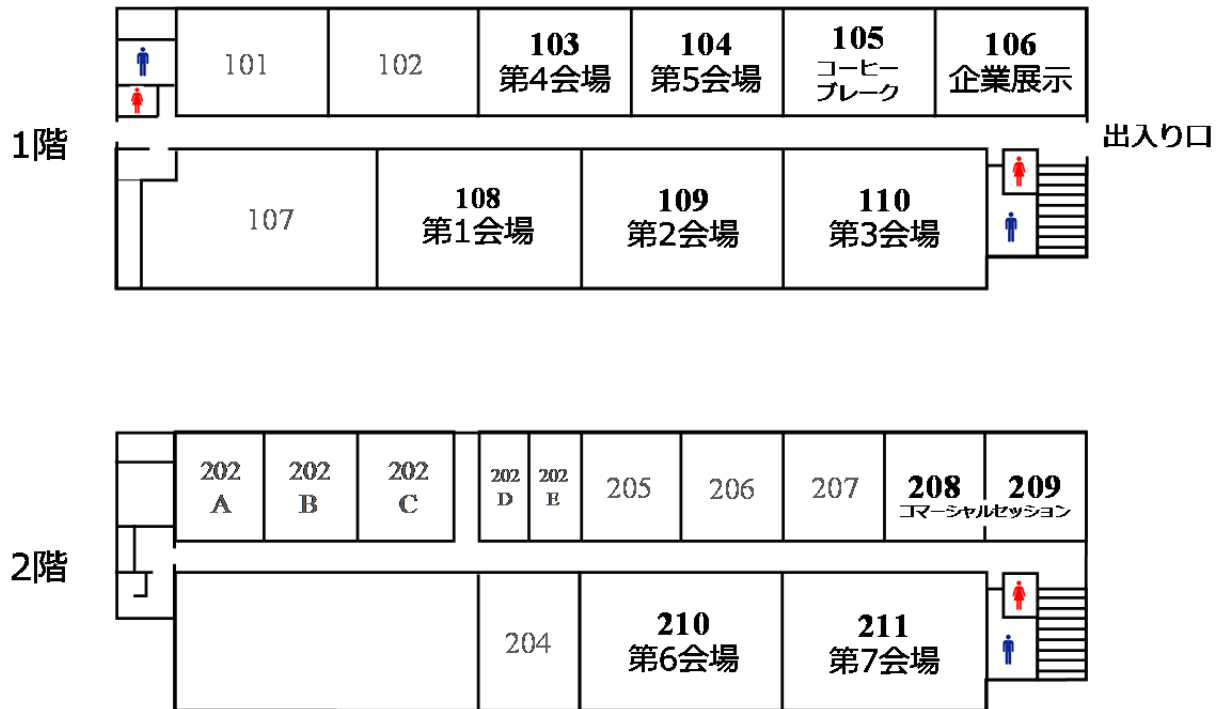 1階
101
102
103
第4会場
104
第5会場
105
コーヒー
ブレーク
106
企業展示
出入り口
107
108
第1会場
109
第2会場
110
第3会場
2階
202
A
202
B
202
C
202
D
202
E
205
206
207
208
209
コマーシャルセッション
204
210
第6会場
211
第7会場